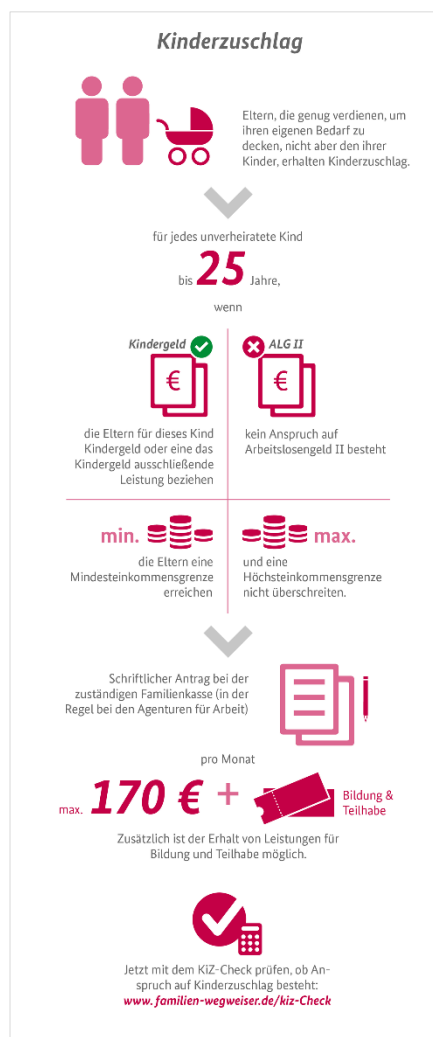 Kinderzuschlag
Eltern, die genug verdienen, um
ihren eigenen Bedarf zu
decken, nicht aber den ihrer
Kinder, erhalten Kinderzuschlag.
für jedes unverheiratete Kind
bis 25 Jahre,
wenn
Kindergeld
€
die Eltern für dieses Kind
Kindergeld oder eine das
Kindergeld ausschließende
Leistung beziehen
ALG II
€
kein Anspruch auf
Arbeitslosengeld II besteht
min.
die Eltern eine
Mindesteinkommensgrenze
erreichen
max.
und eine
Höchsteinkommensgrenze
nicht überschreiten.
Schriftlicher Antrag bei der
zuständigen Familienkasse (in der
Regel bei den Agenturen für Arbeit)
pro Monat
max. 170 € +
Bildung &
Teilhabe
Zusätzlich ist der Erhalt von Leistungen für
Bildung und Teilhabe möglich.
Jetzt mit dem KiZ-Check prüfen, ob An-
spruch auf Kinderzuschlag besteht:
www.familien-wegweiser.de/kiz-Check